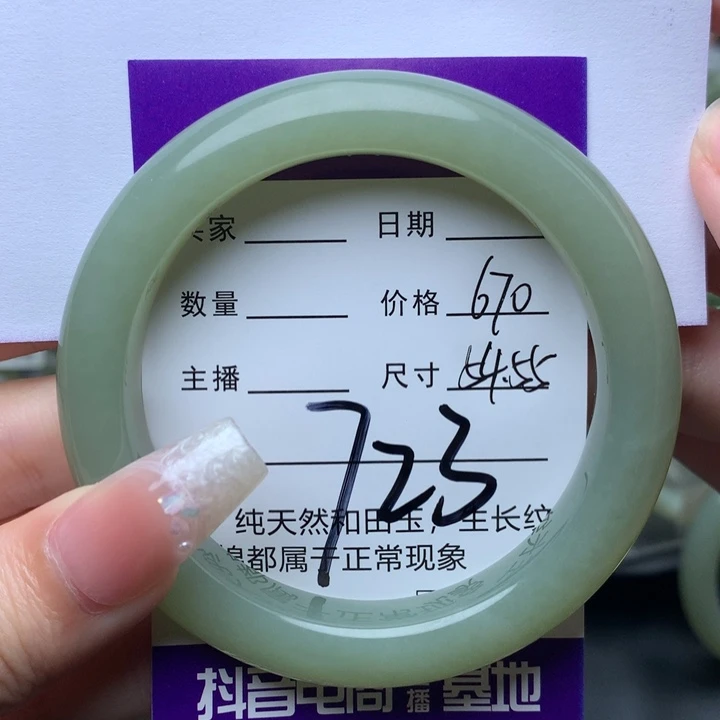 家 日期
数量 价格 670
主播 尺寸 54.55
723
纯天然和田玉，生长纹
棉都属于正常现象
抖音电商直播基地